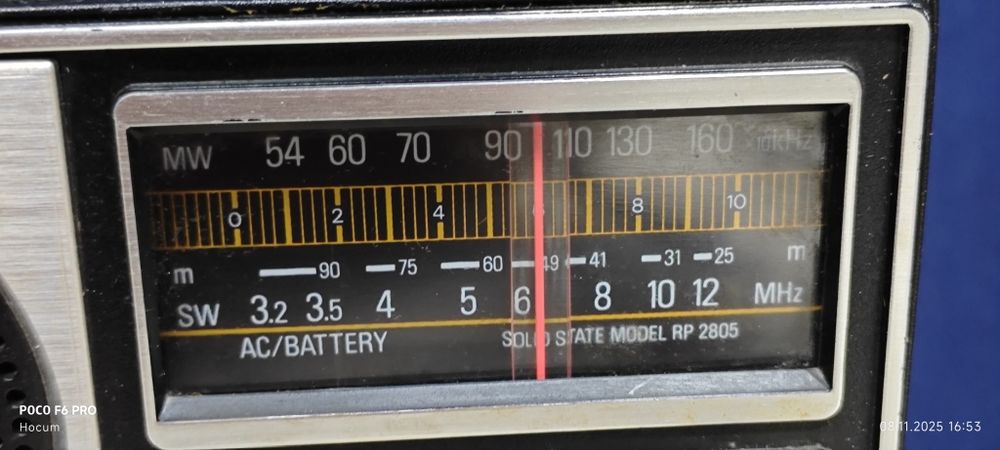 MW 54 60 70 90 110 130 160 10kHz
0 2 4 6 8 10
m 90 75 60 49 41 31 25 m
SW 3.2 3.5 4 5 6 8 10 12 MHz
AC/BATTERY SOLID STATE MODEL RP 2805
POCO F6 PRO
Hocum
08.11.2025 16:53